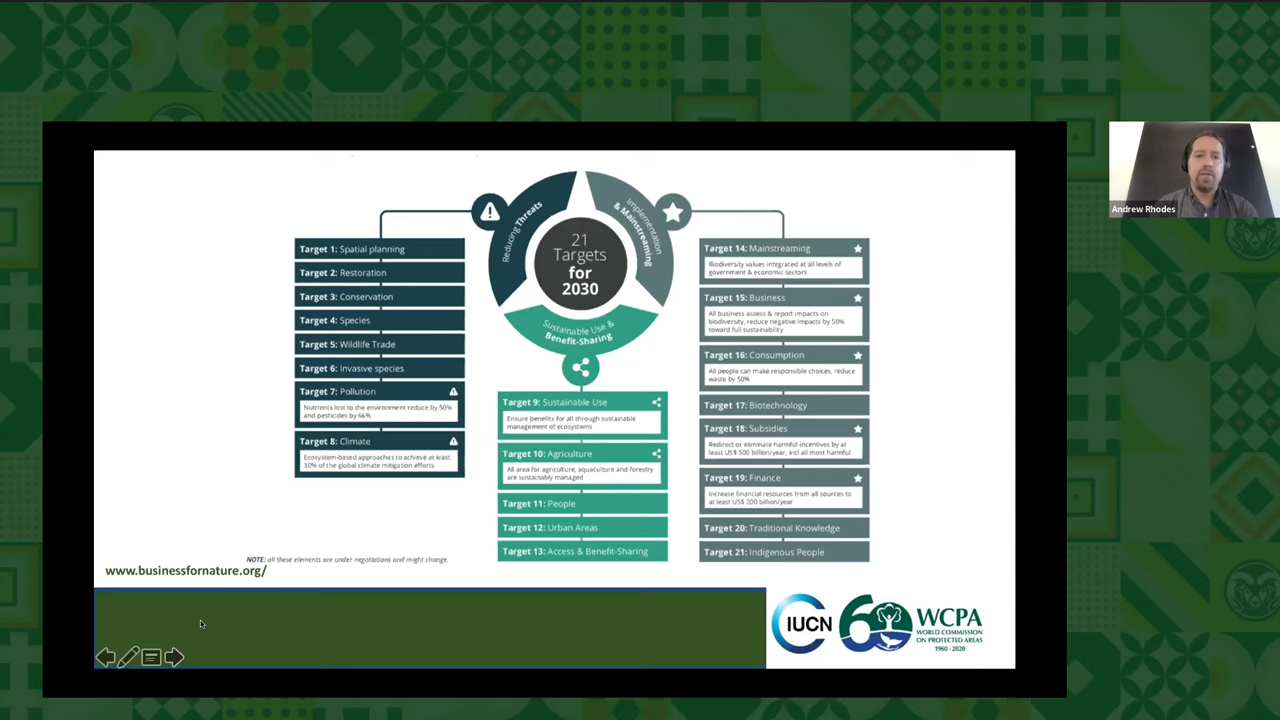 Andrew Rhodes
21
Targets
for
2030
Reducing Threats
Implementation
& Mainstreaming
Sustainable Use &
Benefit-Sharing
Target 1: Spatial planning
Target 2: Restoration
Target 3: Conservation
Target 4: Species
Target 5: Wildlife Trade
Target 6: Invasive species
Target 7: Pollution
Nutrients lost to the environment reduce by 50%
and pesticides by 66%
Target 8: Climate
Ecosystem-based approaches to achieve at least
30% of the global climate mitigation efforts
Target 9: Sustainable Use
Ensure benefits for all through sustainable
management of ecosystems
Target 10: Agriculture
All area for agriculture, aquaculture and forestry
are sustainably managed
Target 11: People
Target 12: Urban Areas
Target 13: Access & Benefit-Sharing
Target 14: Mainstreaming
Biodiversity values integrated at all levels of
government & economic sectors
Target 15: Business
All business assess & report impacts on
biodiversity, reduce negative impacts by 50%
toward full sustainability
Target 16: Consumption
All people can make responsible choices, reduce
waste by 50%
Target 17: Biotechnology
Target 18: Subsidies
Redirect or eliminate harmful incentives by at
least US$ 500 billion/year, incl all most harmful
Target 19: Finance
Increase financial resources from all sources to
at least US$ 200 billion/year
Target 20: Traditional Knowledge
Target 21: Indigenous People
NOTE: all these elements are under negotiations and might change.
www.businessfornature.org/
IUCN
60
WCPA
WORLD COMMISSION
ON PROTECTED AREAS
1960 - 2020